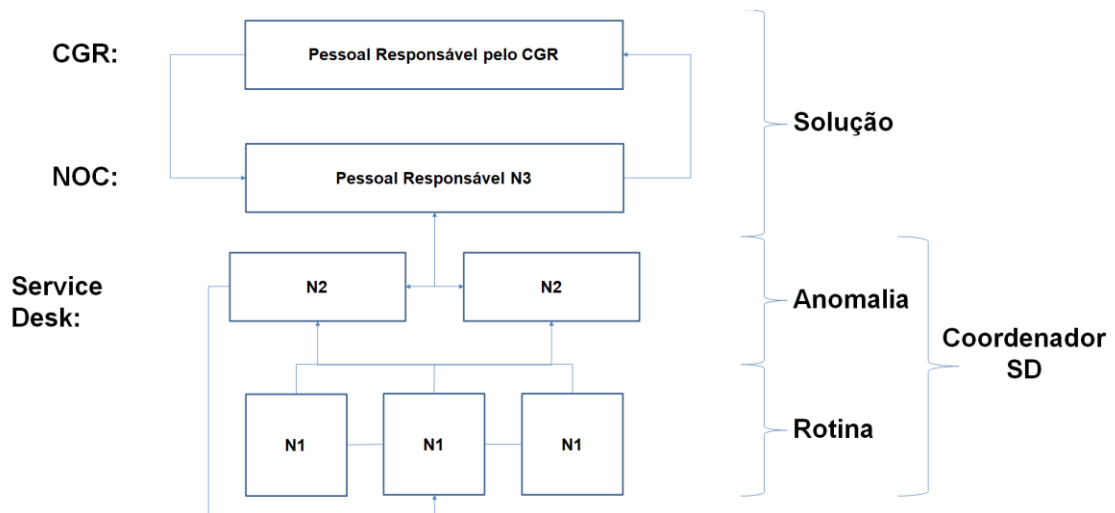 CGR:
Pessoal Responsável pelo CGR
Solução
NOC:
Pessoal Responsável N3
Service
Desk:
N2
N2
Anomalia
Coordenador
SD
N1
N1
N1
Rotina